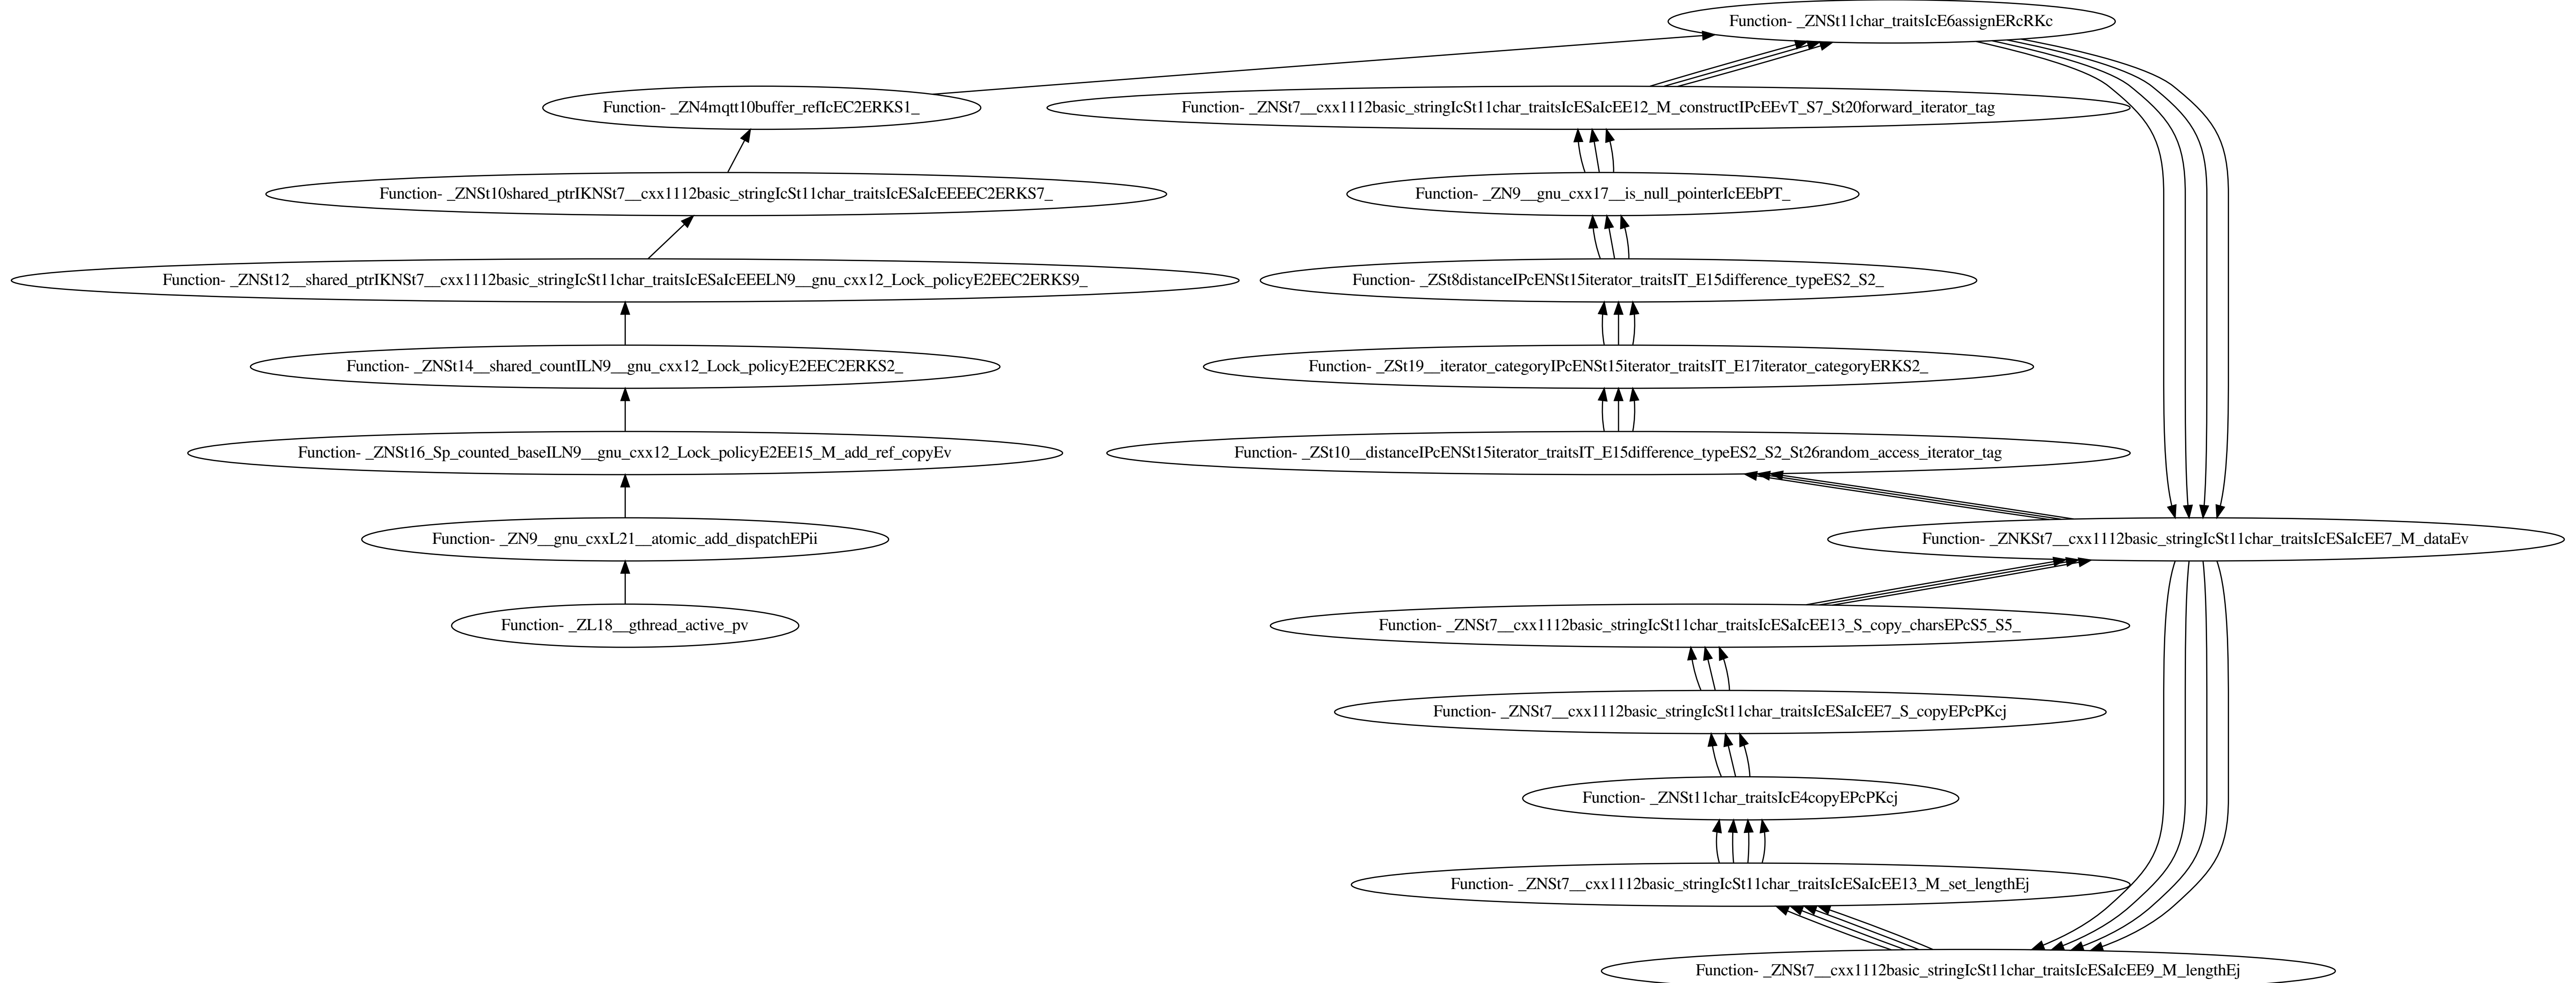 Function- _ZNSt11char_traitsIcE6assignERcRKc
Function- _ZN4mqtt10buffer_refIcEC2ERKS1_
Function- _ZNSt7__cxx1112basic_stringIcSt11char_traitsIcESaIcEE12_M_constructIPcEEvT_S7_St20forward_iterator_tag
Function- _ZNSt10shared_ptrIKNSt7__cxx1112basic_stringIcSt11char_traitsIcESaIcEEEEC2ERKS7_
Function- _ZN9__gnu_cxx17__is_null_pointerIcEEbPT_
Function- _ZNSt12__shared_ptrIKNSt7__cxx1112basic_stringIcSt11char_traitsIcESaIcEEELN9__gnu_cxx12_Lock_policyE2EEC2ERKS9_
Function- _ZSt8distanceIPcENSt15iterator_traitsIT_E15difference_typeES2_S2_
Function- _ZNSt14__shared_countILN9__gnu_cxx12_Lock_policyE2EEC2ERKS2_
Function- _ZSt19__iterator_categoryIPcENSt15iterator_traitsIT_E17iterator_categoryERKS2_
Function- _ZNSt16_Sp_counted_baseILN9__gnu_cxx12_Lock_policyE2EE15_M_add_ref_copyEv
Function- _ZSt10__distanceIPcENSt15iterator_traitsIT_E15difference_typeES2_S2_St26random_access_iterator_tag
Function- _ZN9__gnu_cxxL21__atomic_add_dispatchEPii
Function- _ZNKSt7__cxx1112basic_stringIcSt11char_traitsIcESaIcEE7_M_dataEv
Function- _ZL18__gthread_active_pv
Function- _ZNSt7__cxx1112basic_stringIcSt11char_traitsIcESaIcEE13_S_copy_charsEPcS5_S5_
Function- _ZNSt7__cxx1112basic_stringIcSt11char_traitsIcESaIcEE7_S_copyEPcPKcj
Function- _ZNSt11char_traitsIcE4copyEPcPKcj
Function- _ZNSt7__cxx1112basic_stringIcSt11char_traitsIcESaIcEE13_M_set_lengthEj
Function- _ZNSt7__cxx1112basic_stringIcSt11char_traitsIcESaIcEE9_M_lengthEj